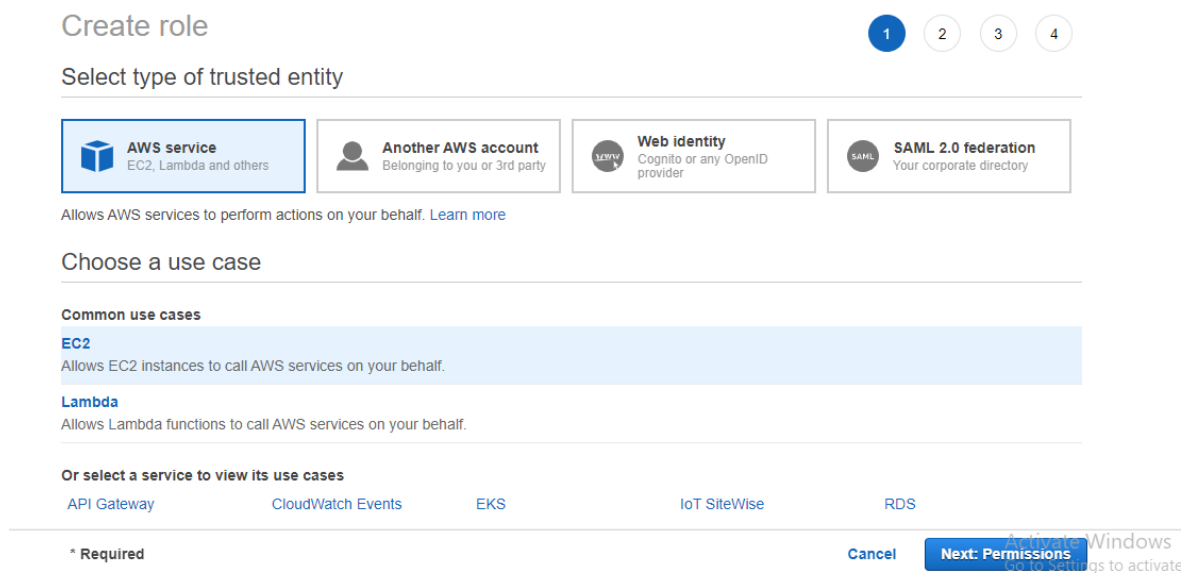 Create role
1 2 3 4
Select type of trusted entity
AWS service
EC2, Lambda and others
Another AWS account
Belonging to you or 3rd party
www
Web identity
Cognito or any OpenID
provider
SAML
SAML 2.0 federation
Your corporate directory
Allows AWS services to perform actions on your behalf. Learn more
Choose a use case
Common use cases
EC2
Allows EC2 instances to call AWS services on your behalf.
Lambda
Allows Lambda functions to call AWS services on your behalf.
Or select a service to view its use cases
API Gateway CloudWatch Events EKS IoT SiteWise RDS
* Required Cancel Next: Permissions
Activate Windows
Go to Settings to activate